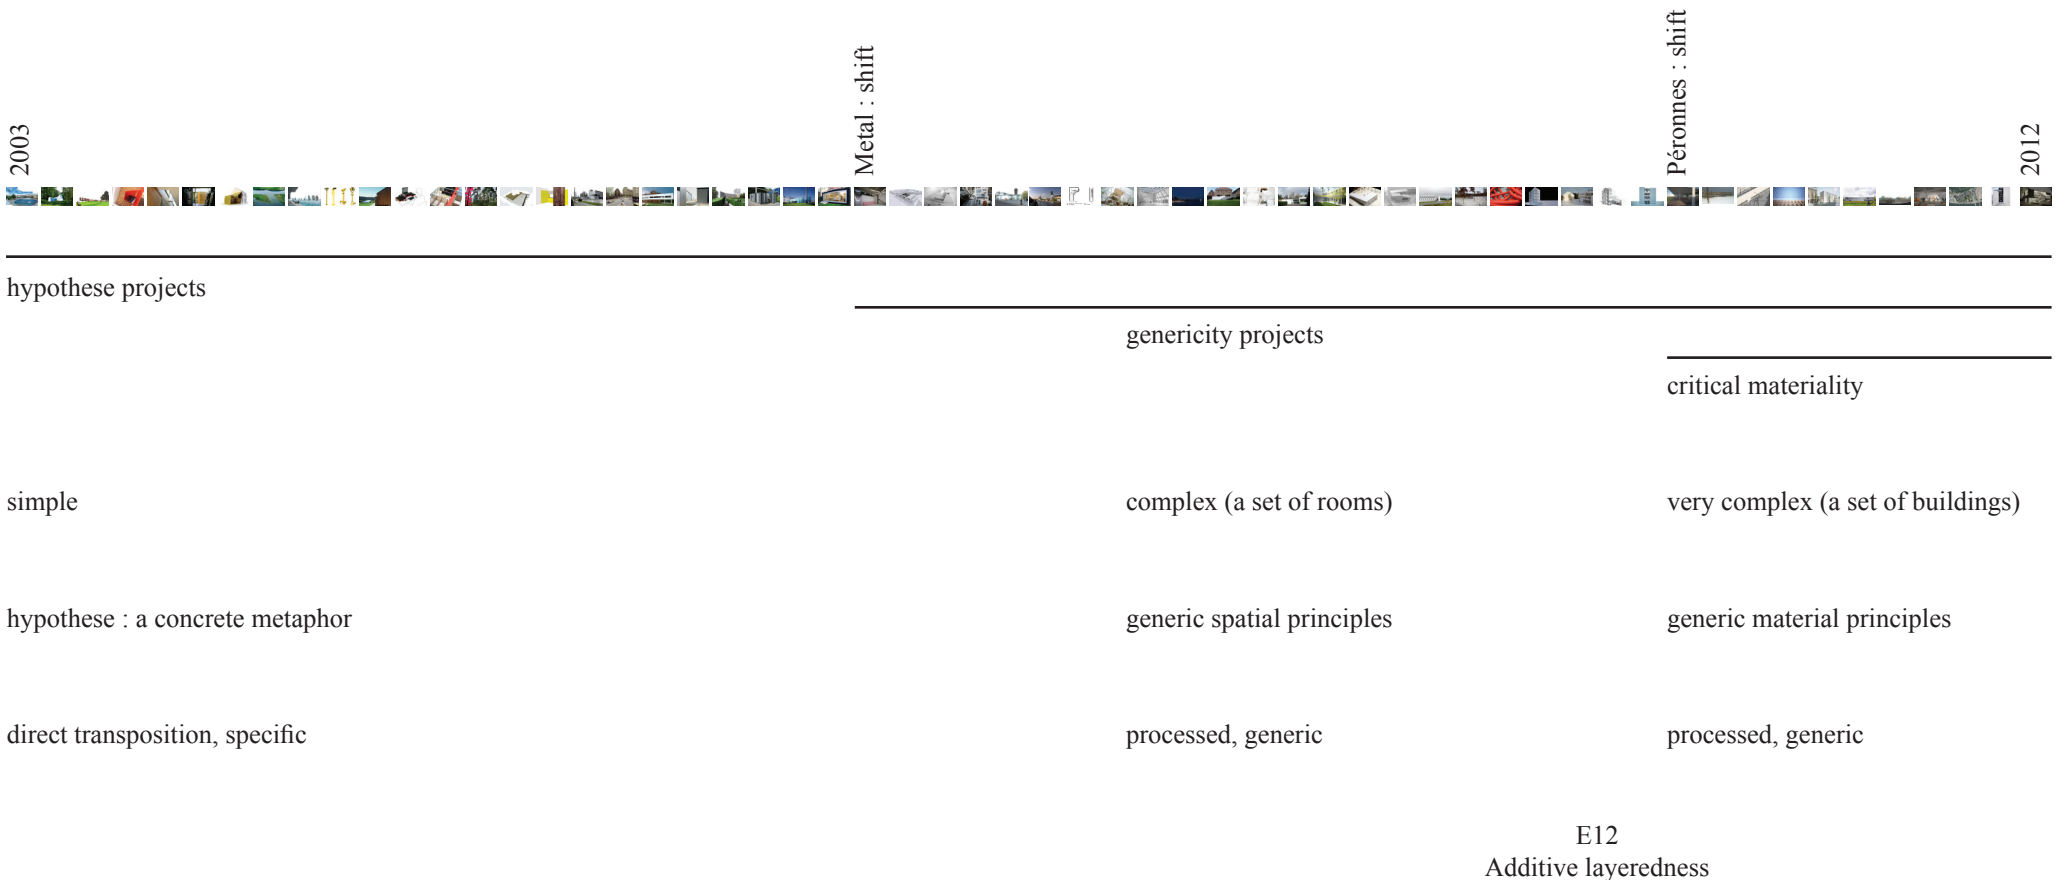 2003
Metal : shift
Péronnes : shift
2012
hypothese projects
genericity projects
critical materiality
simple
complex (a set of rooms)
very complex (a set of buildings)
hypothese : a concrete metaphor
generic spatial principles
generic material principles
direct transposition, specific
processed, generic
processed, generic
E12
Additive layeredness